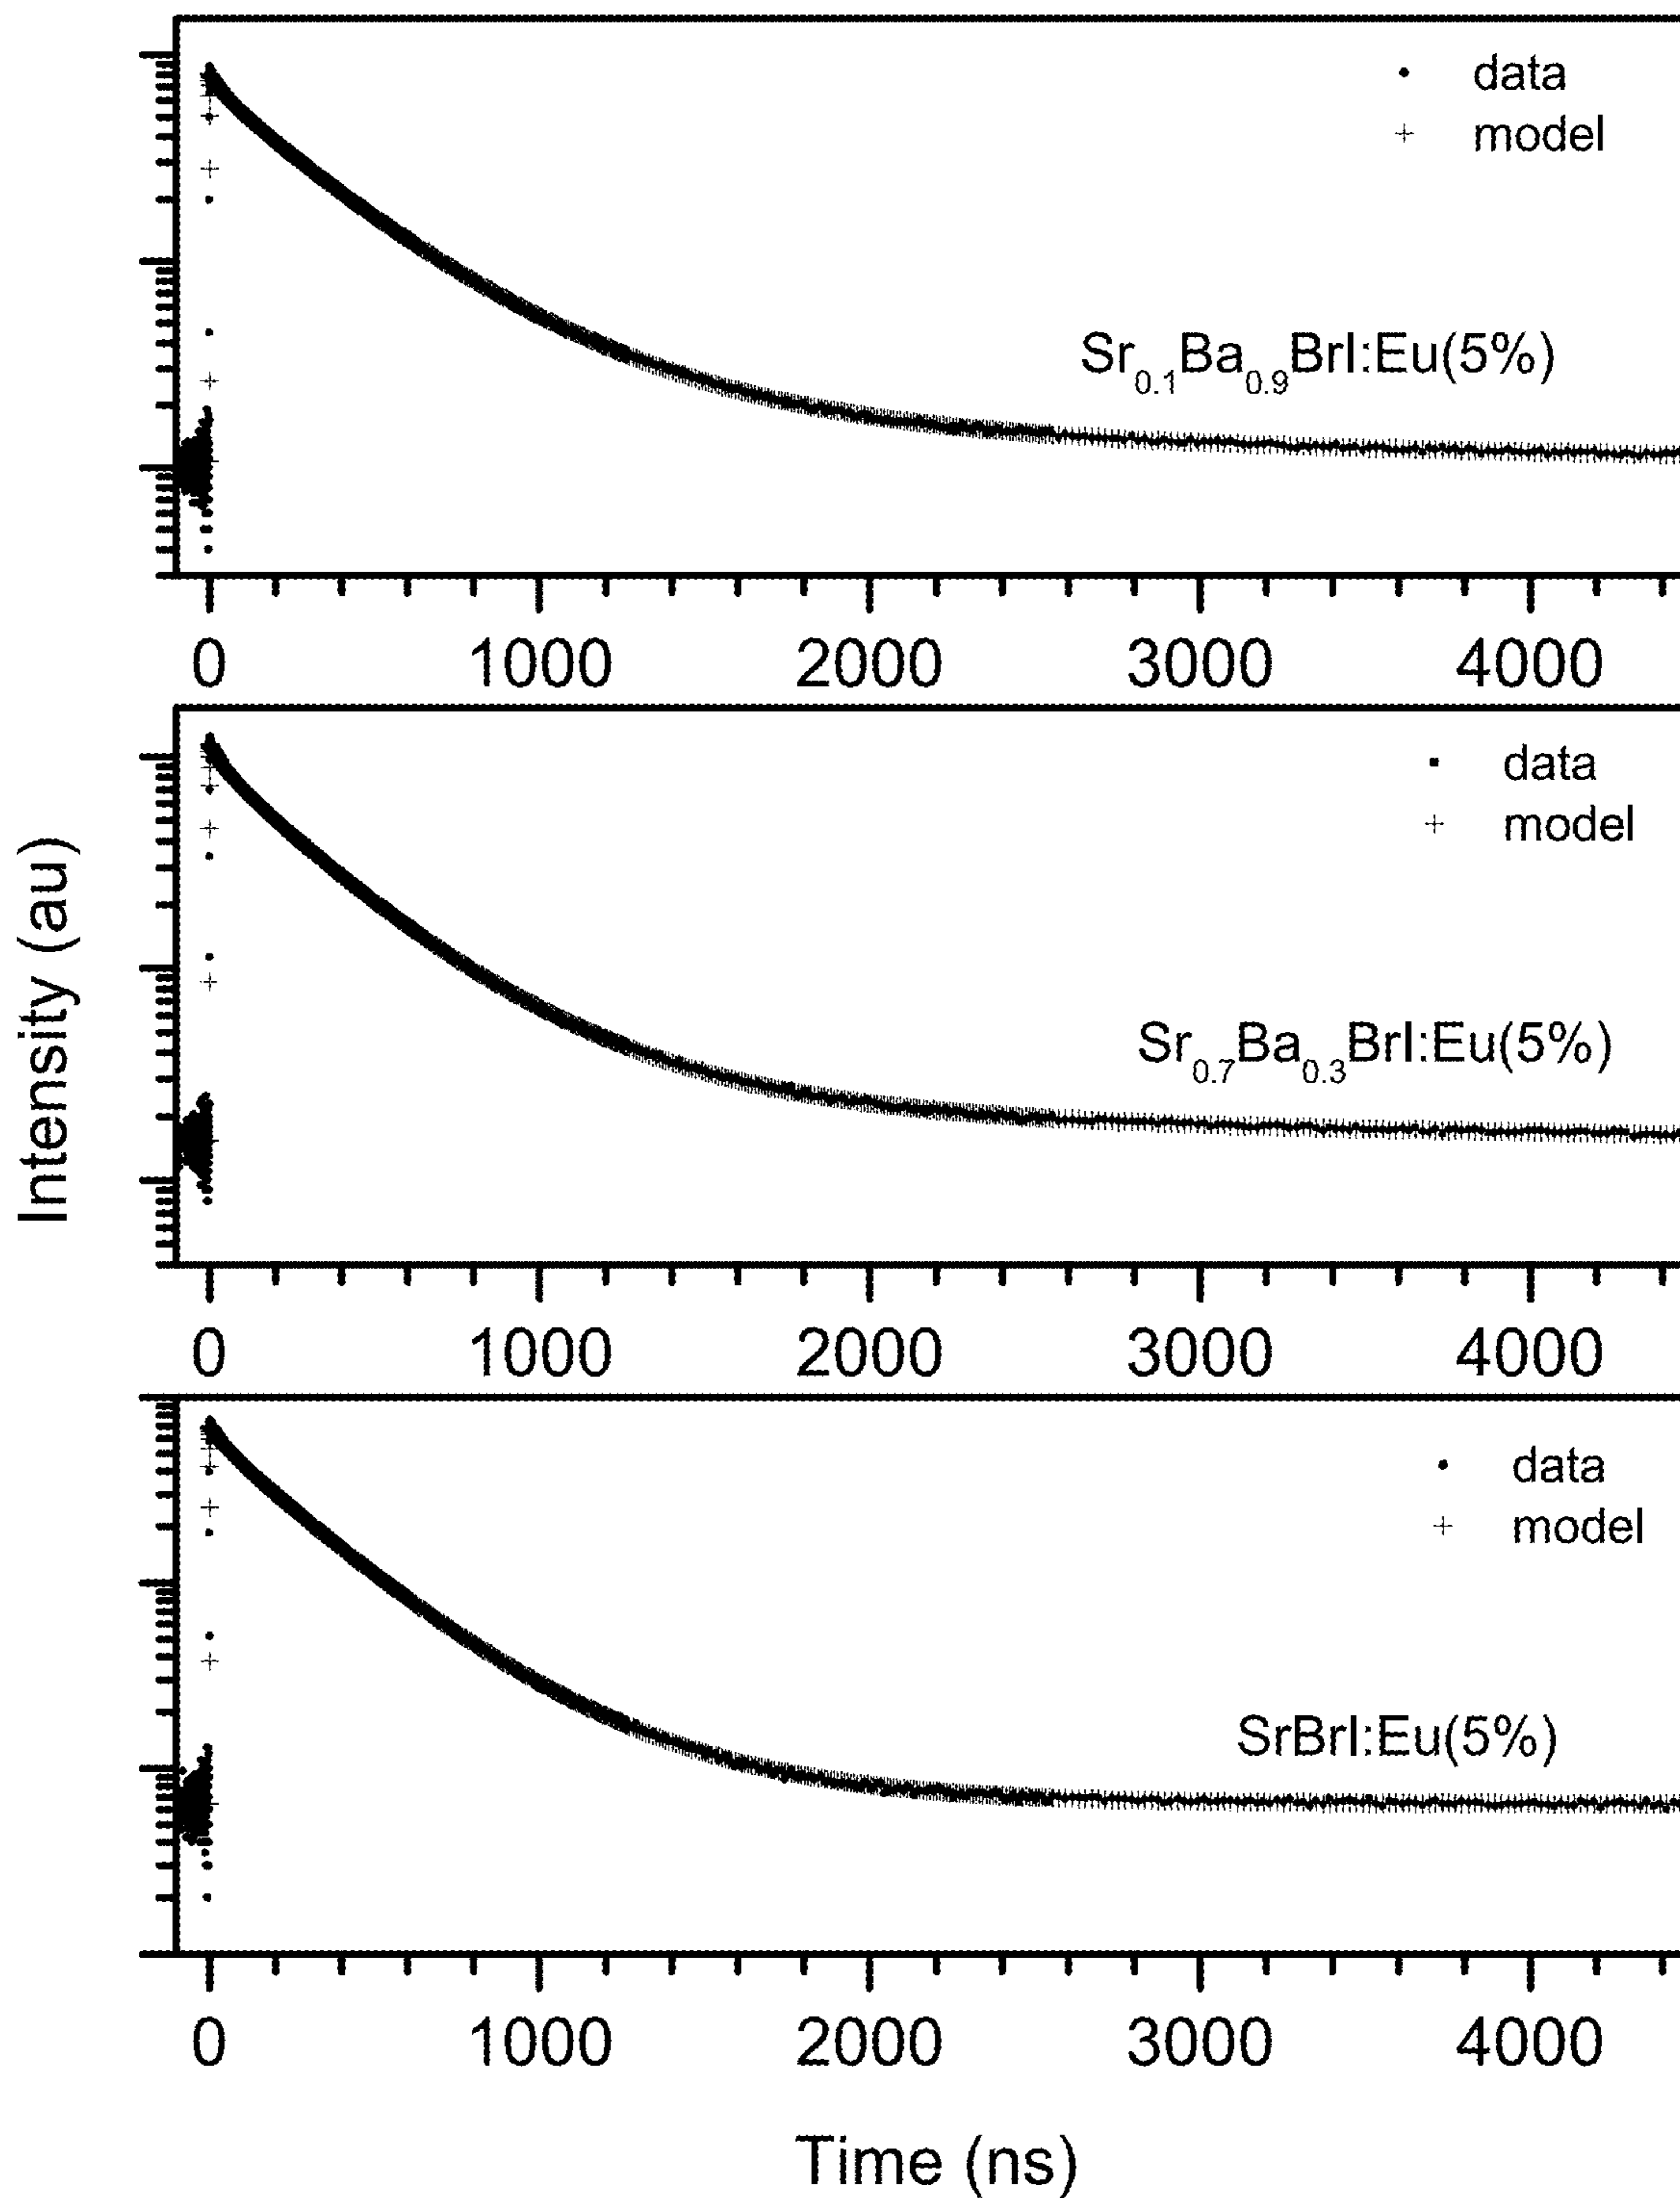 data
model
Sr0.1Ba0.9BrI:Eu(5%)
0 1000 2000 3000 4000
data
model
Intensity (au)
Sr0.7Ba0.3BrI:Eu(5%)
0 1000 2000 3000 4000
data
model
SrBrI:Eu(5%)
0 1000 2000 3000 4000
Time (ns)